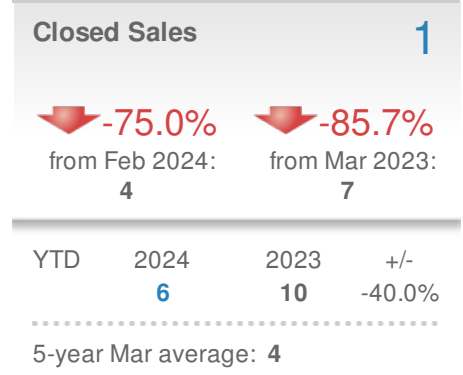 Closed Sales 1
-75.0% -85.7%
from Feb 2024: from Mar 2023:
4 7
YTD 2024 2023 +/-
6 10 -40.0%
5-year Mar average: 4